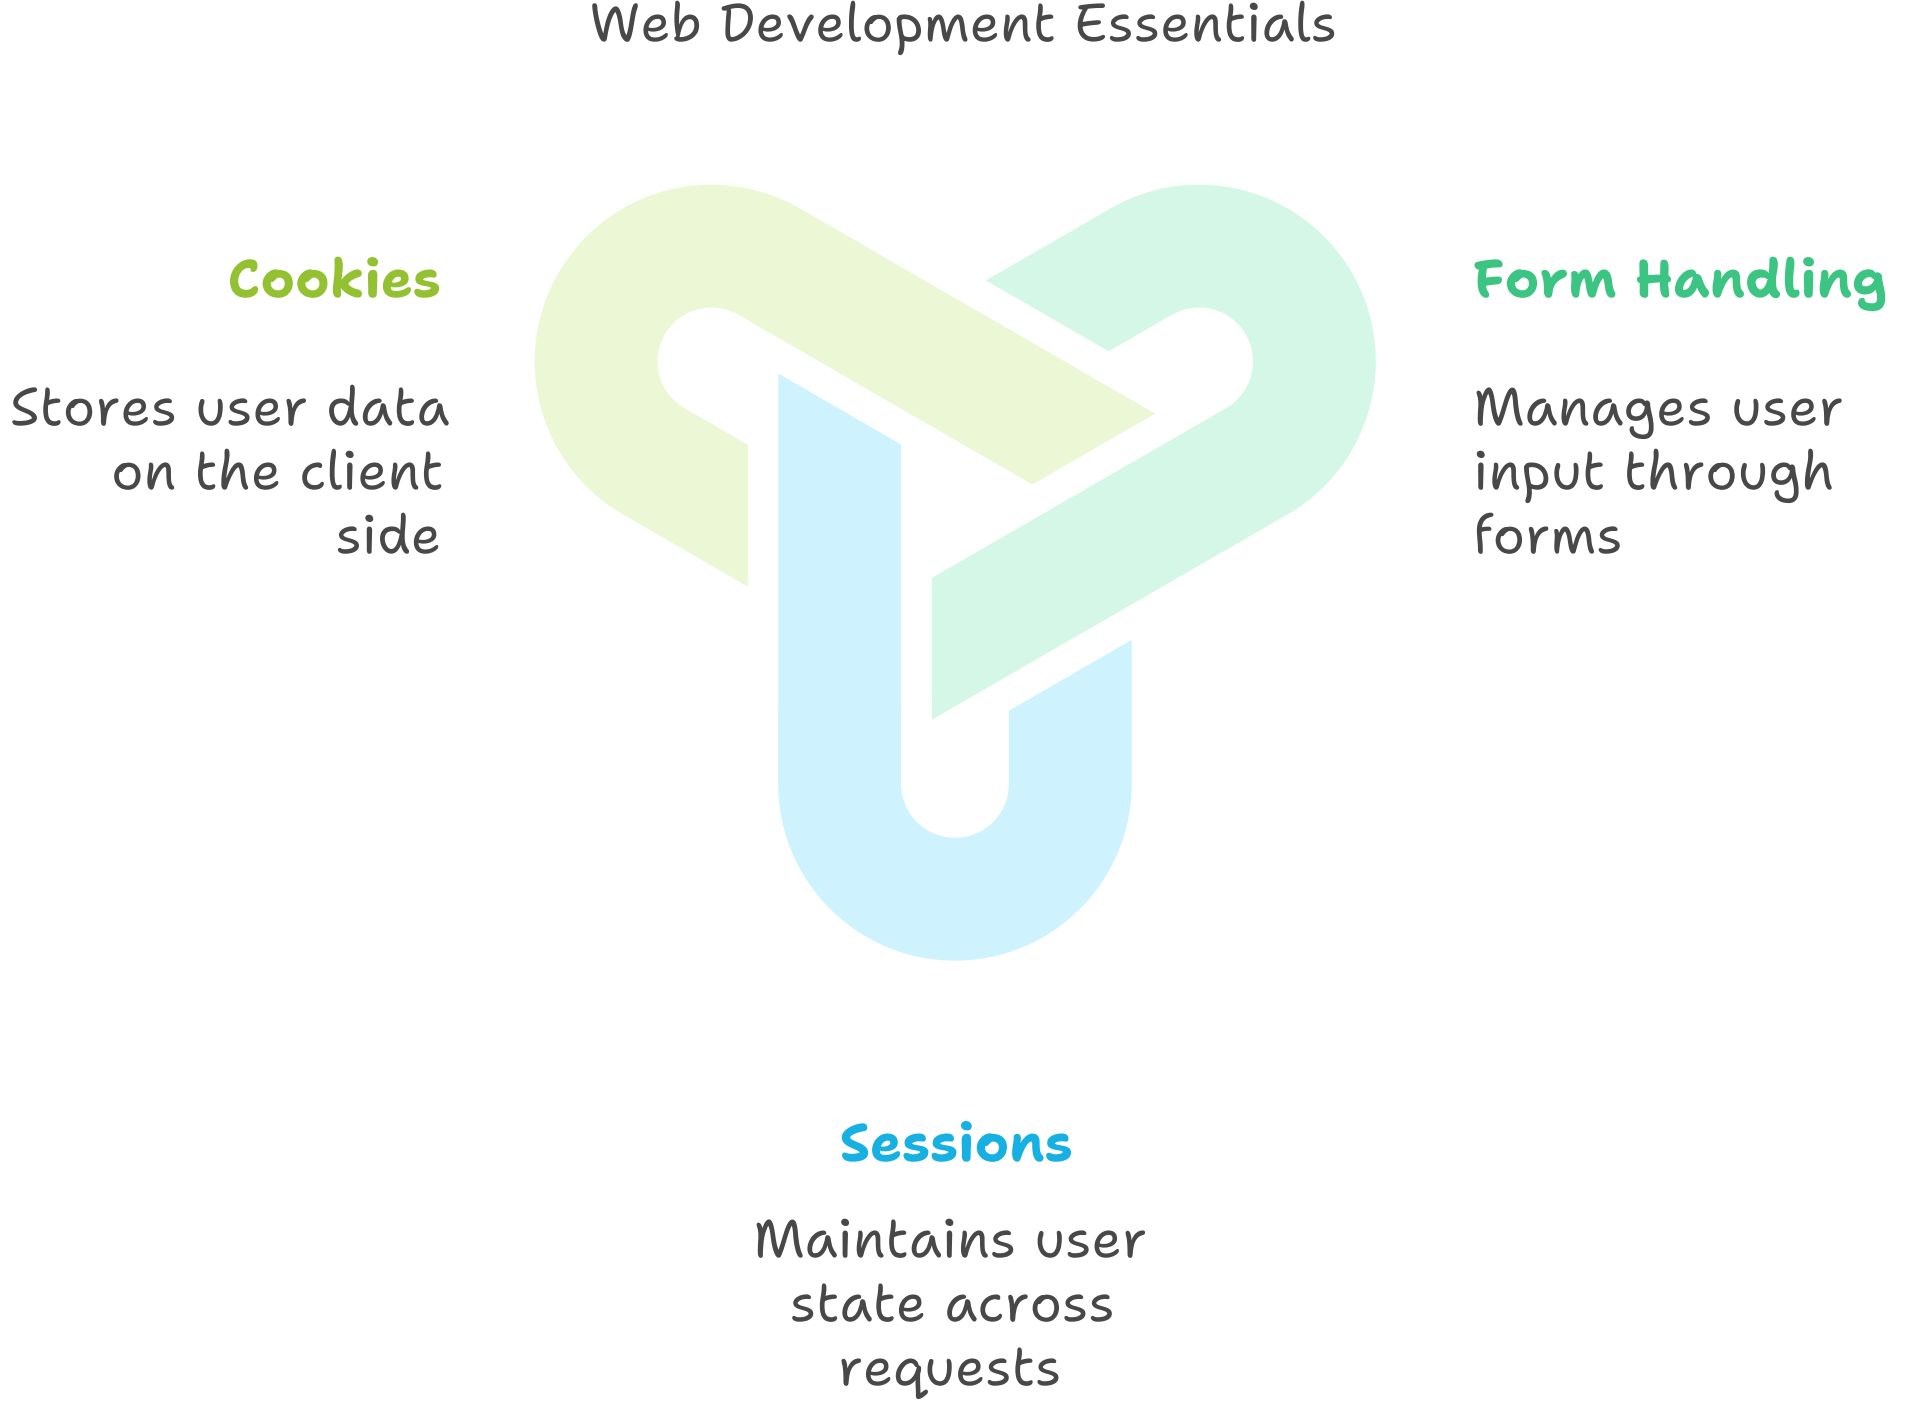 Web Development Essentials
Cookies
Stores user data
on the client
side
Form Handling
Manages user
input through
forms
Sessions
Maintains user
state across
requests